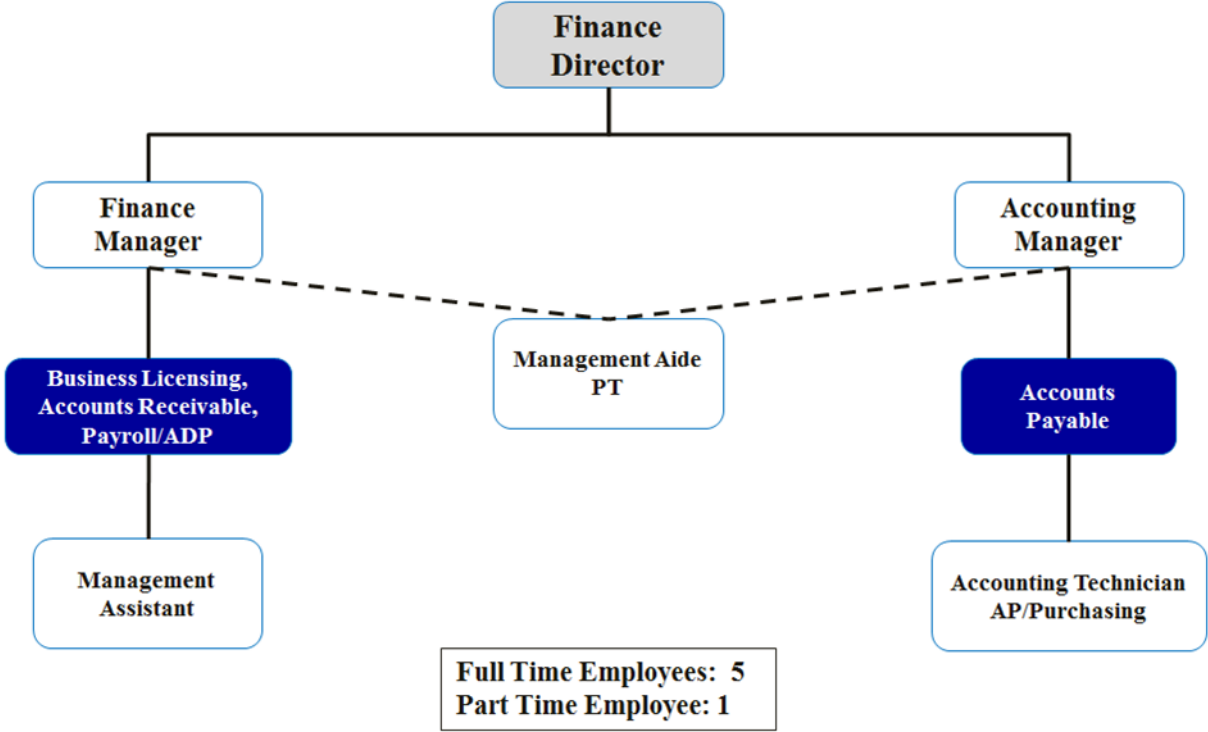 Finance
Director
Finance
Manager
Accounting
Manager
Management Aide
PT
Business Licensing,
Accounts Receivable,
Payroll/ADP
Accounts
Payable
Management
Assistant
Accounting Technician
AP/Purchasing
Full Time Employees: 5
Part Time Employee: 1